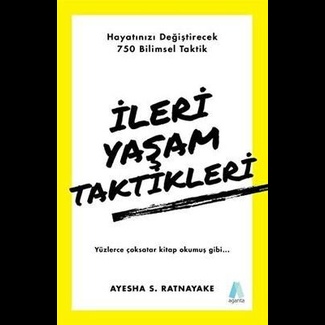 Hayatınızı Değiştirecek
750 Bilimsel Taktik
İLERİ
YAŞAM
TAKTİKLERİ
Yüzlerce çoksatar kitap okumuş gibi...
AYESHA S. RATNAYAKE
aganta